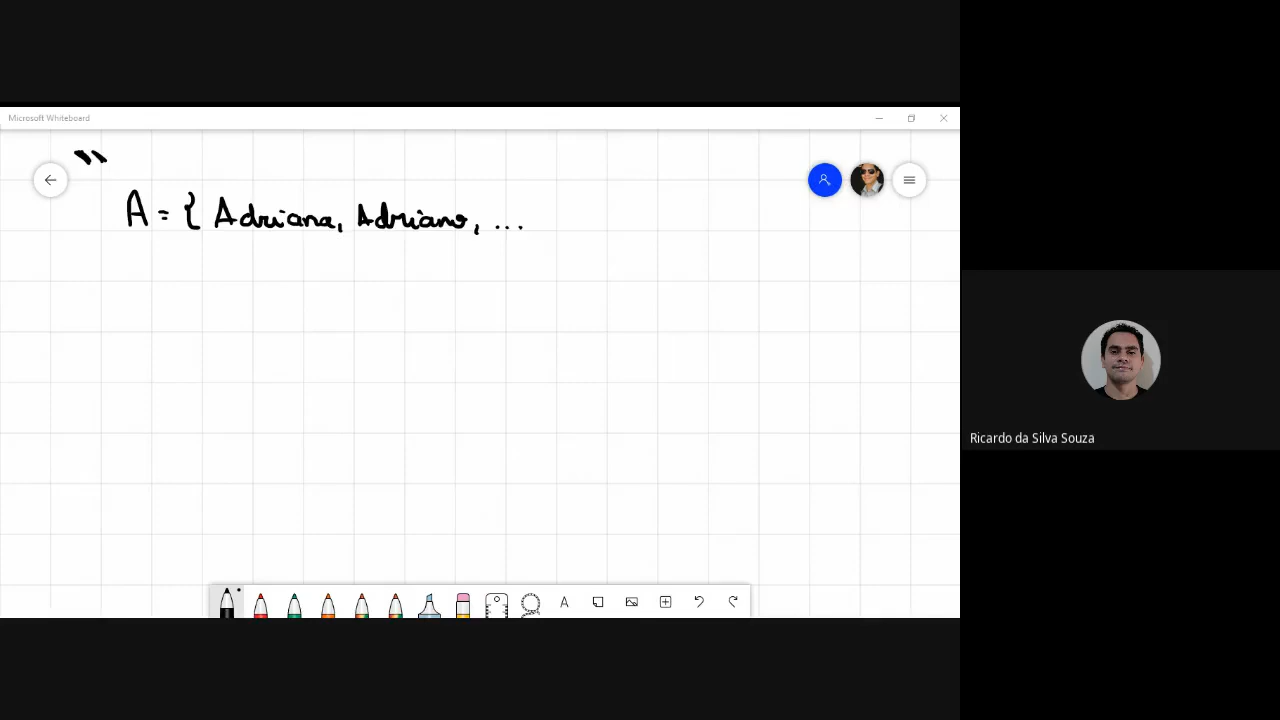 Microsoft Whiteboard
"
A = { Adriana, Adriano, ...
Ricardo da Silva Souza
A